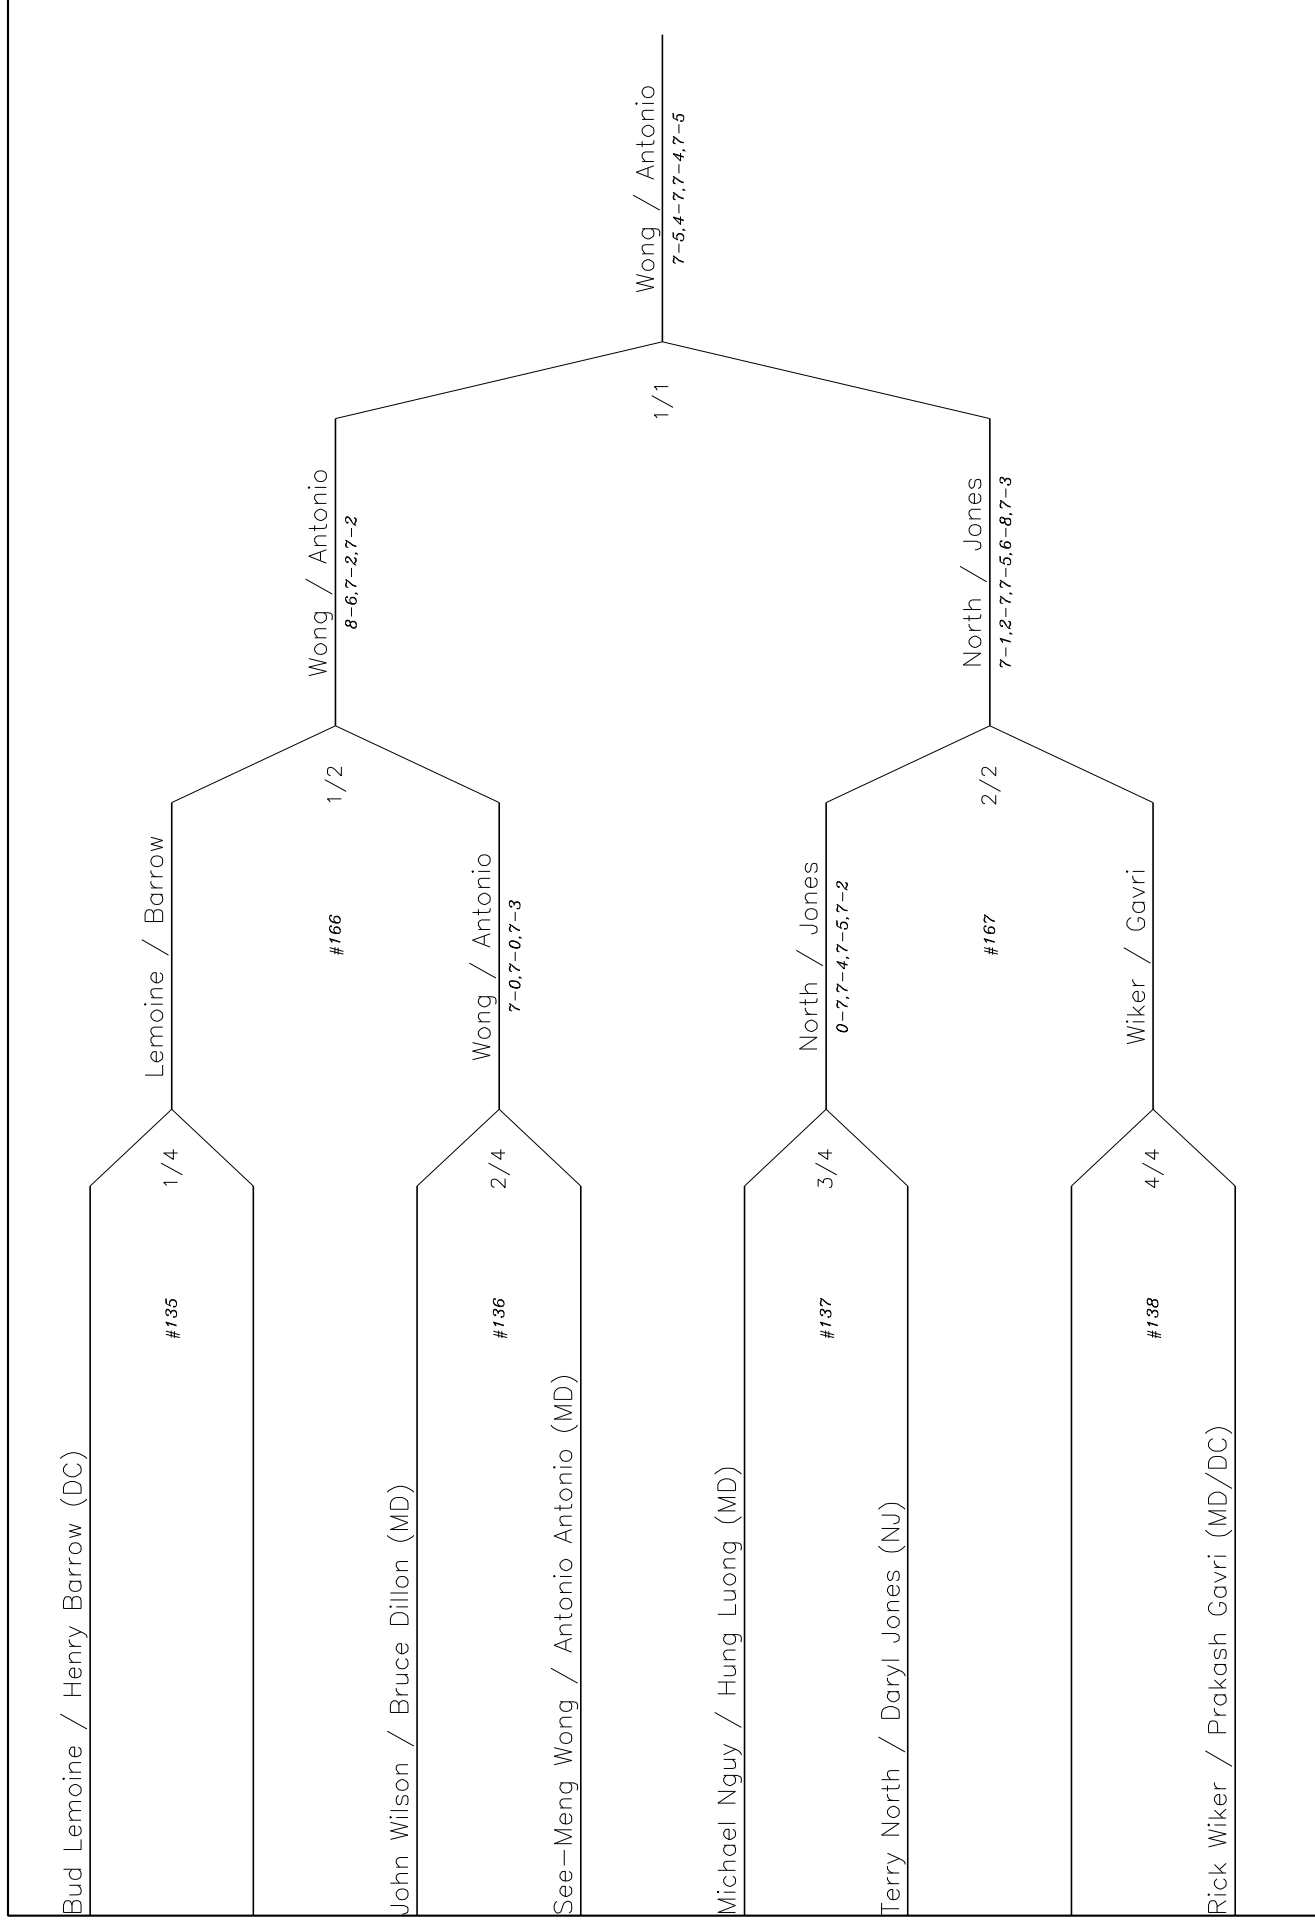 Bud Lemoine / Henry Barrow (DC)
#135
1/4
Lemoine / Barrow
John Wilson / Bruce Dillon (MD)
#136
2/4
See-Meng Wong / Antonio Antonio (MD)
Wong / Antonio
7-0,7-0,7-3
#166
1/2
Wong / Antonio
8-6,7-2,7-2
Michael Nguy / Hung Luong (MD)
#137
3/4
Terry North / Daryl Jones (NJ)
North / Jones
0-7,7-4,7-5,7-2
#138
4/4
Rick Wiker / Prakash Gavri (MD/DC)
Wiker / Gavri
#167
2/2
North / Jones
7-1,2-7,7-5,6-8,7-3
1/1
Wong / Antonio
7-5,4-7,7-4,7-5